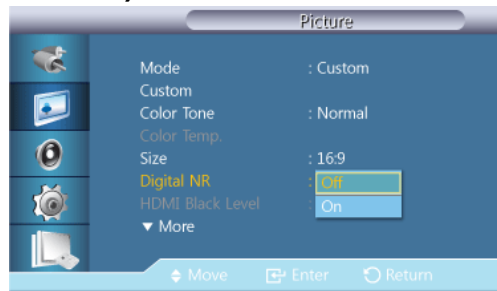 Picture
Mode : Custom
Custom
Color Tone : Normal
Color Temp.
Size : 16:9
Digital NR : Off
HDMI Black Level : On
▼ More
Move Enter Return